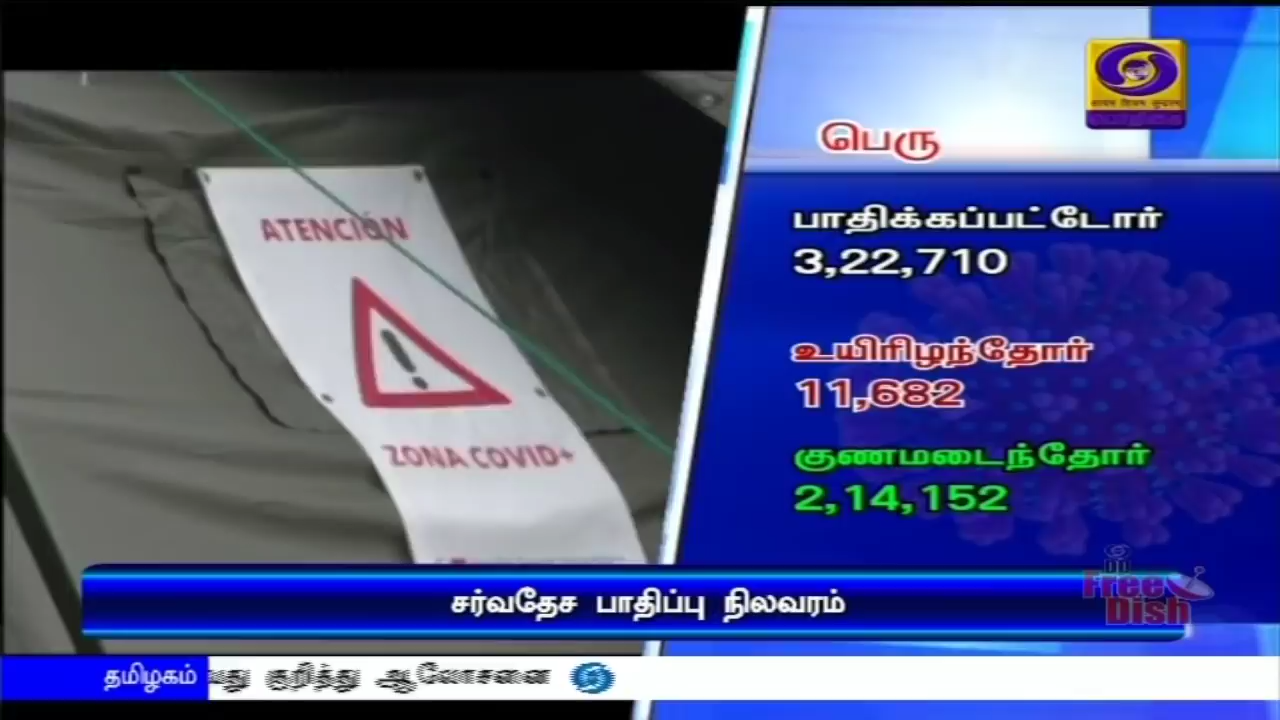 ATENCIÓN
ZONA COVID+
பெரு
பாதிக்கப்பட்டோர்
3,22,710
உயிரிழந்தோர்
11,682
குணமடைந்தோர்
2,14,152
பொதிகை
DD
Free
Dish
சர்வதேச பாதிப்பு நிலவரம்
தமிழகம்
குறித்து ஆலோசனை